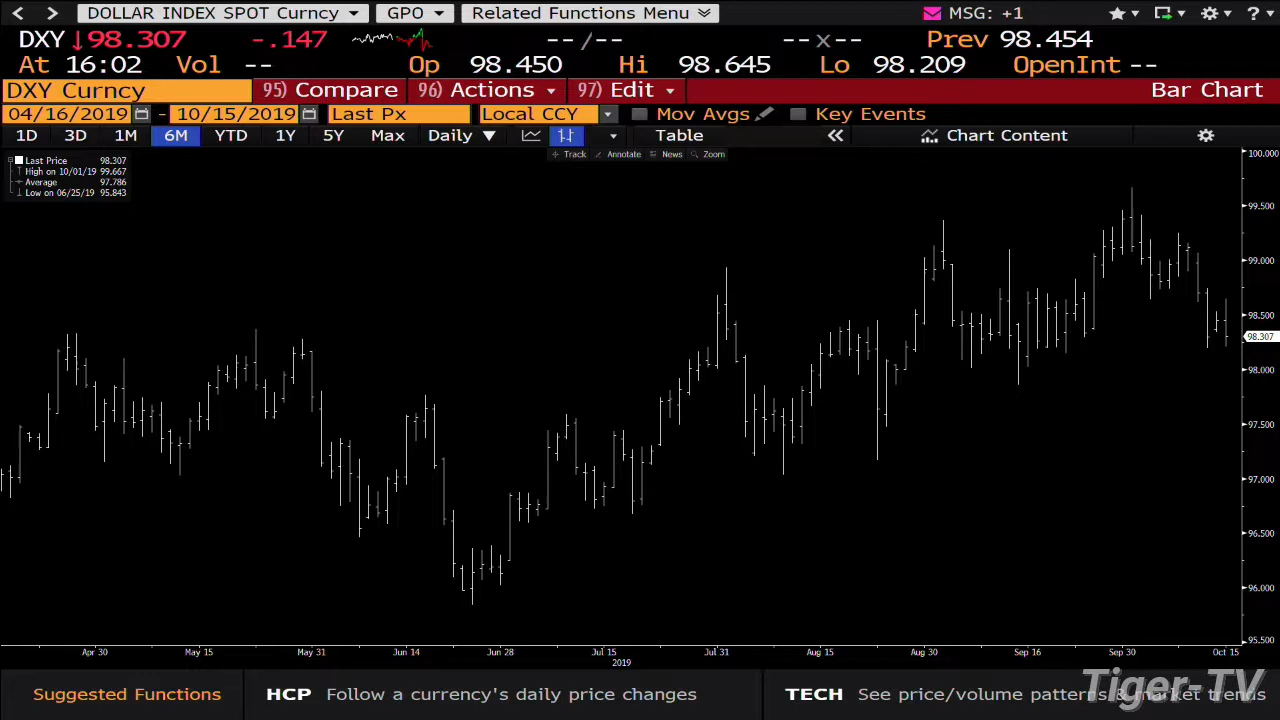 DOLLAR INDEX SPOT Curncy GPO Related Functions Menu MSG: +1 ?
DXY ↓98.307 -.147 --/-- --x-- Prev 98.454
At 16:02 Vol -- Op 98.450 Hi 98.645 Lo 98.209 OpenInt --
DXY Curncy 95) Compare 96) Actions 97) Edit Bar Chart
04/16/2019 - 10/15/2019 Last Px Local CCY Mov Avgs Key Events
1D 3D 1M 6M YTD 1Y 5Y Max Daily ▼ Table « Chart Content
Track Annotate News Zoom
Last Price 98.307
High on 10/01/19 99.667
Average 97.786
Low on 06/25/19 95.843
100.000
99.500
99.000
98.500
98.307
98.000
97.500
97.000
96.500
96.000
95.500
Apr 30 May 15 May 31 Jun 14 Jun 28 Jul 15 Jul 31 Aug 15 Aug 30 Sep 16 Sep 30 Oct 15
2019
Suggested Functions HCP Follow a currency's daily price changes TECH See price/volume patterns & market trends
Tiger-TV